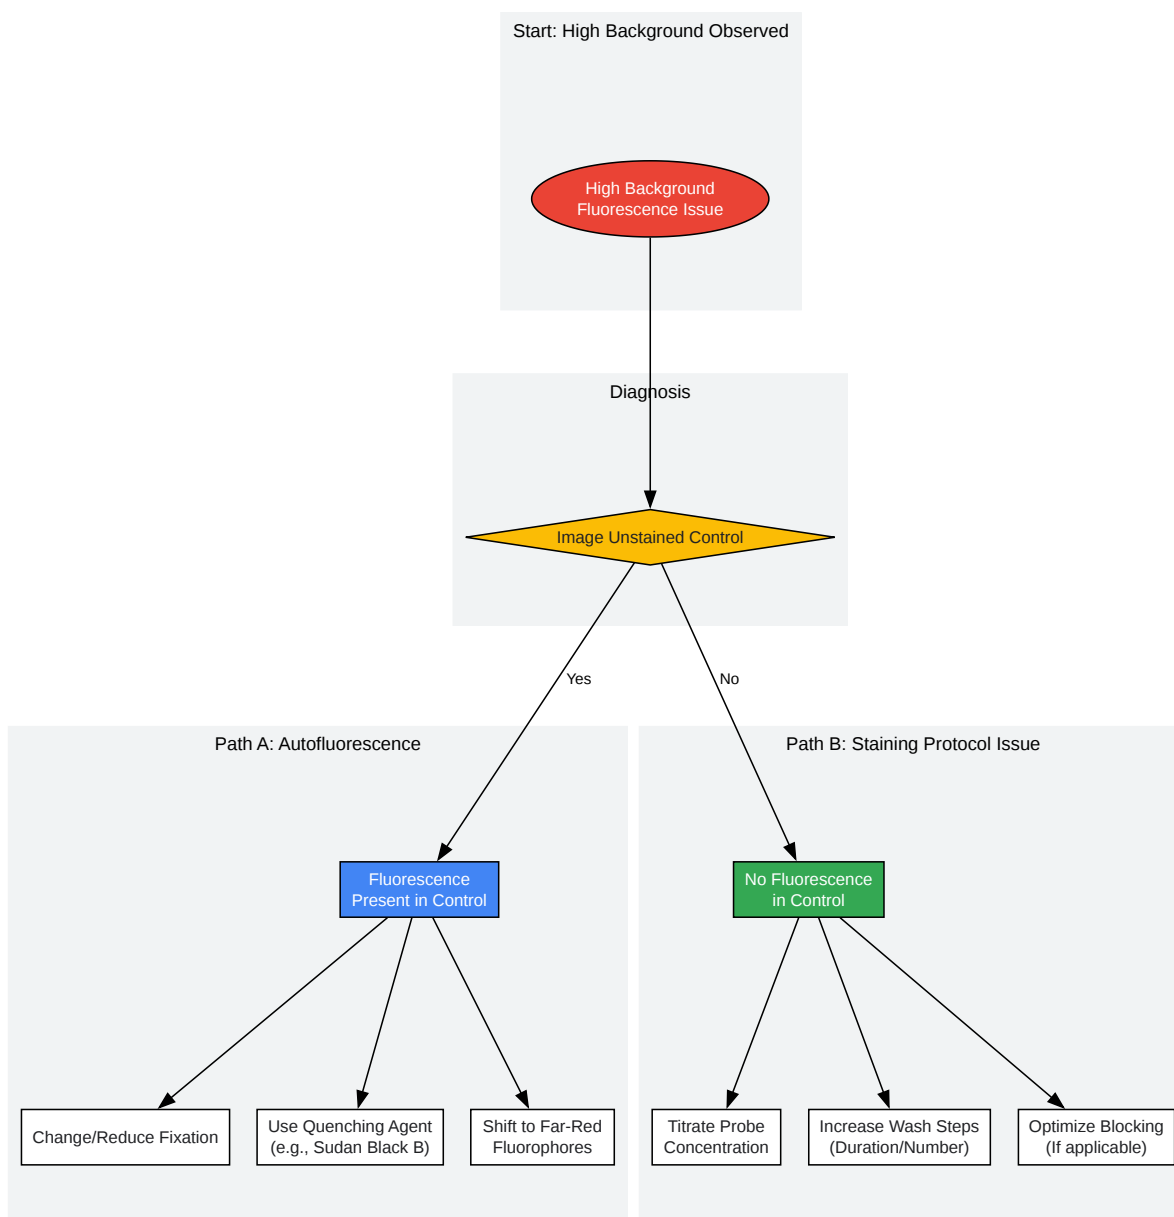 Start: High Background Observed
High Background
Fluorescence Issue
Diagnosis
Image Unstained Control
Yes
No
Path A: Autofluorescence
Path B: Staining Protocol Issue
Fluorescence
Present in Control
No Fluorescence
in Control
Change/Reduce Fixation
Use Quenching Agent
(e.g., Sudan Black B)
Shift to Far-Red
Fluorophores
Titrate Probe
Concentration
Increase Wash Steps
(Duration/Number)
Optimize Blocking
(If applicable)